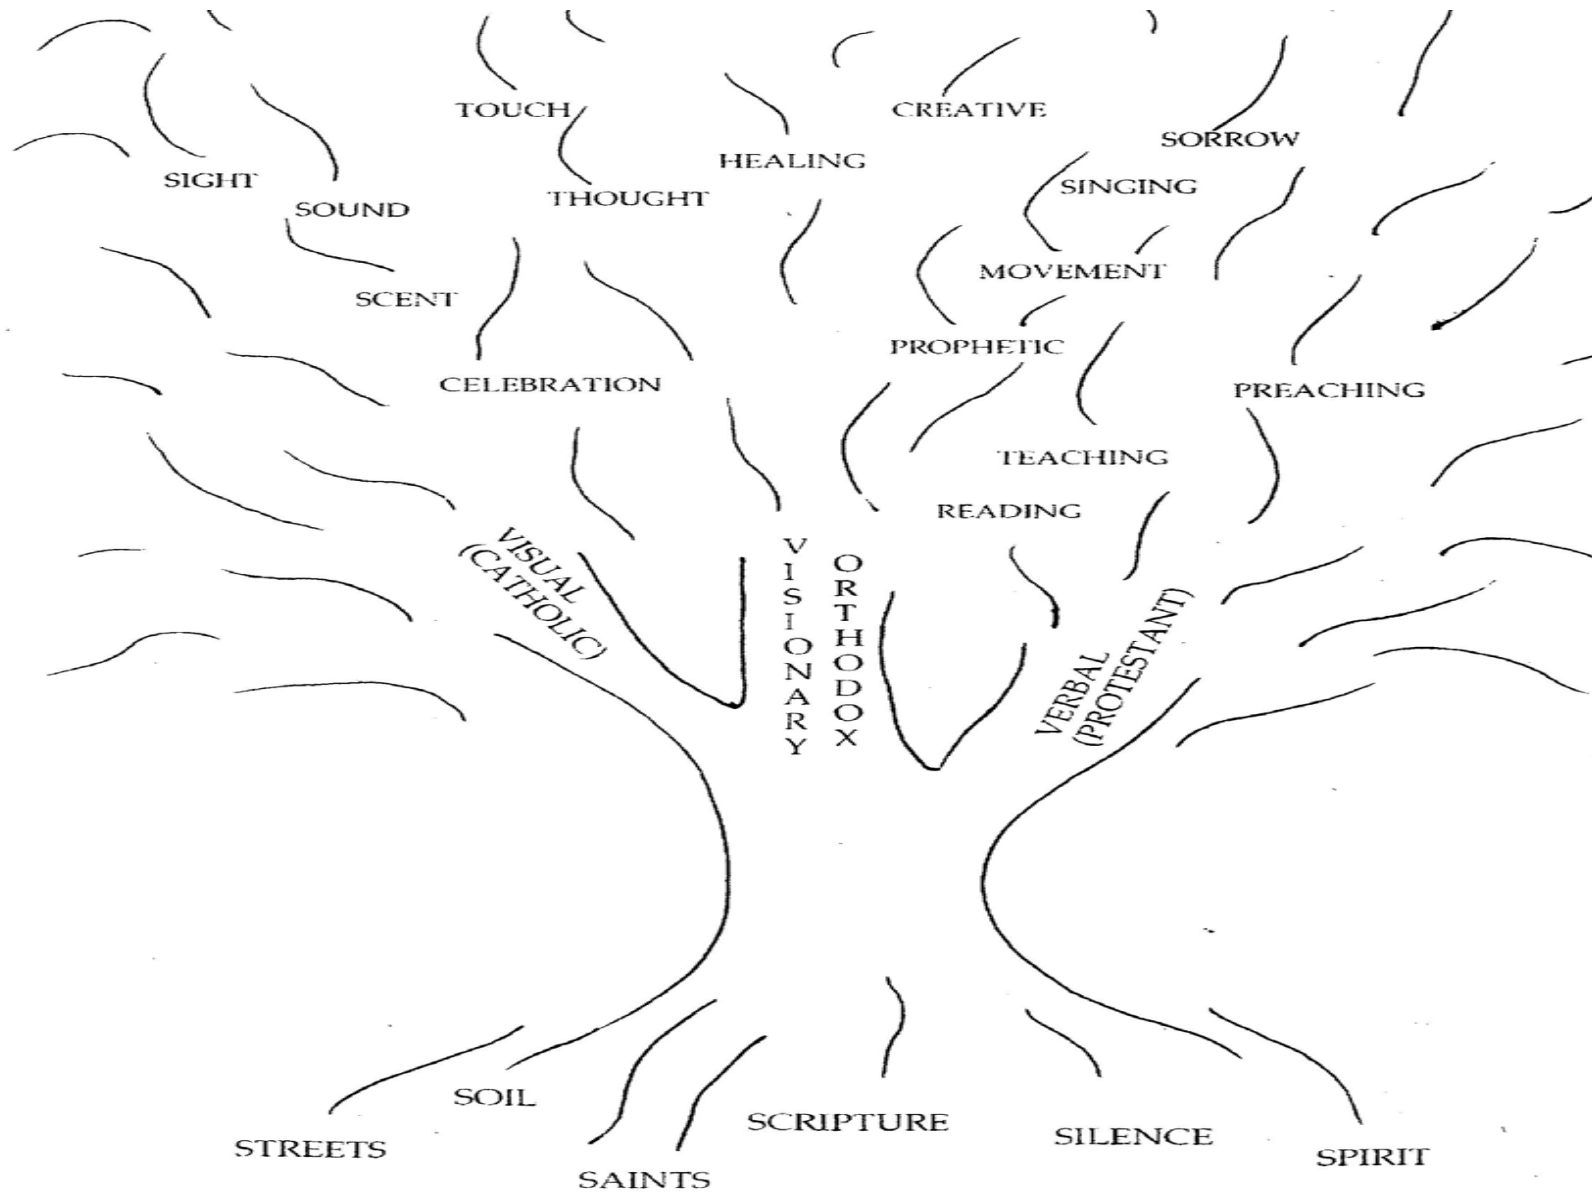 TOUCH
CREATIVE
SORROW
HEALING
SIGHT
SINGING
THOUGHT
SOUND
MOVEMENT
SCENT
PROPHETIC
CELEBRATION
PREACHING
TEACHING
READING
VISUAL
(CATHOLIC)
VISIONARY
ORTHODOX
VERBAL
(PROTESTANT)
SOIL
SCRIPTURE
SILENCE
STREETS
SPIRIT
SAINTS